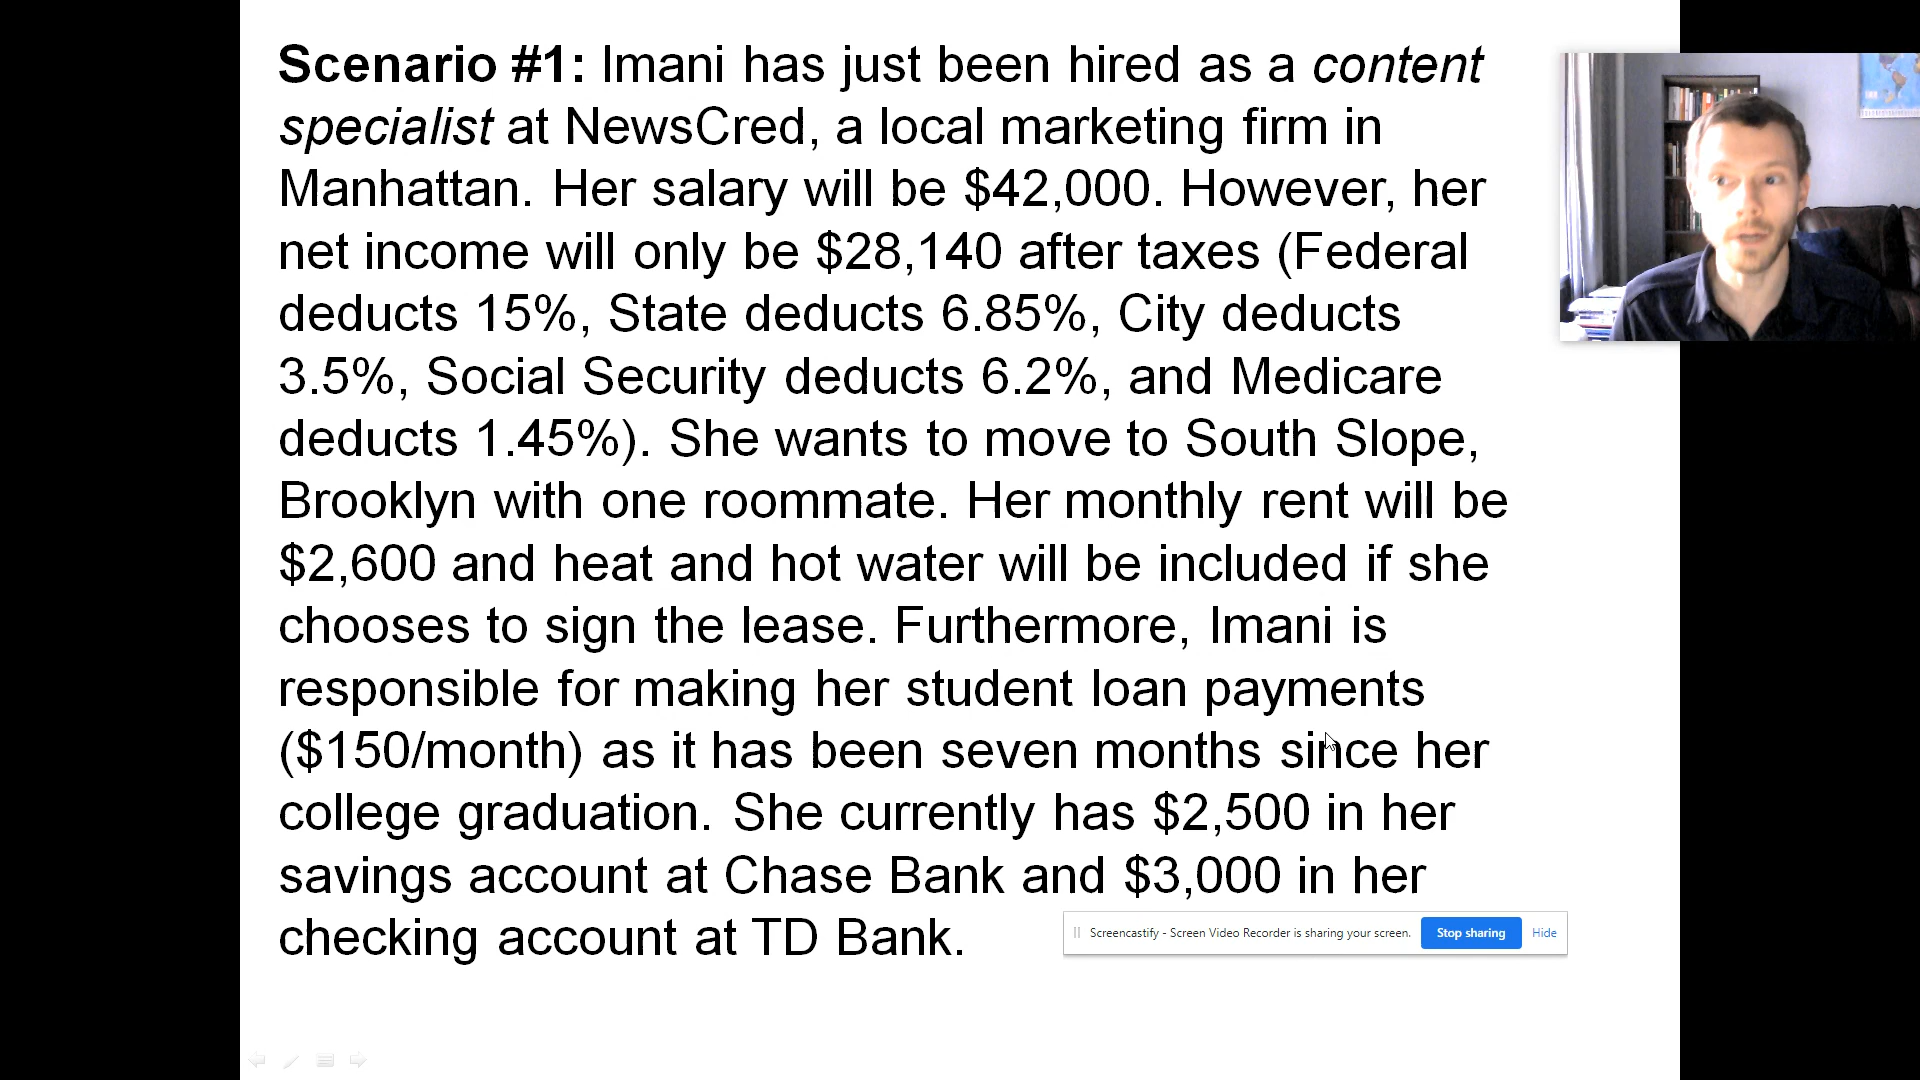 Scenario #1: Imani has just been hired as a content
specialist at NewsCred, a local marketing firm in
Manhattan. Her salary will be $42,000. However, her
net income will only be $28,140 after taxes (Federal
deducts 15%, State deducts 6.85%, City deducts
3.5%, Social Security deducts 6.2%, and Medicare
deducts 1.45%). She wants to move to South Slope,
Brooklyn with one roommate. Her monthly rent will be
$2,600 and heat and hot water will be included if she
chooses to sign the lease. Furthermore, Imani is
responsible for making her student loan payments
($150/month) as it has been seven months since her
college graduation. She currently has $2,500 in her
savings account at Chase Bank and $3,000 in her
checking account at TD Bank.
Screencastify - Screen Video Recorder is sharing your screen. Stop sharing Hide